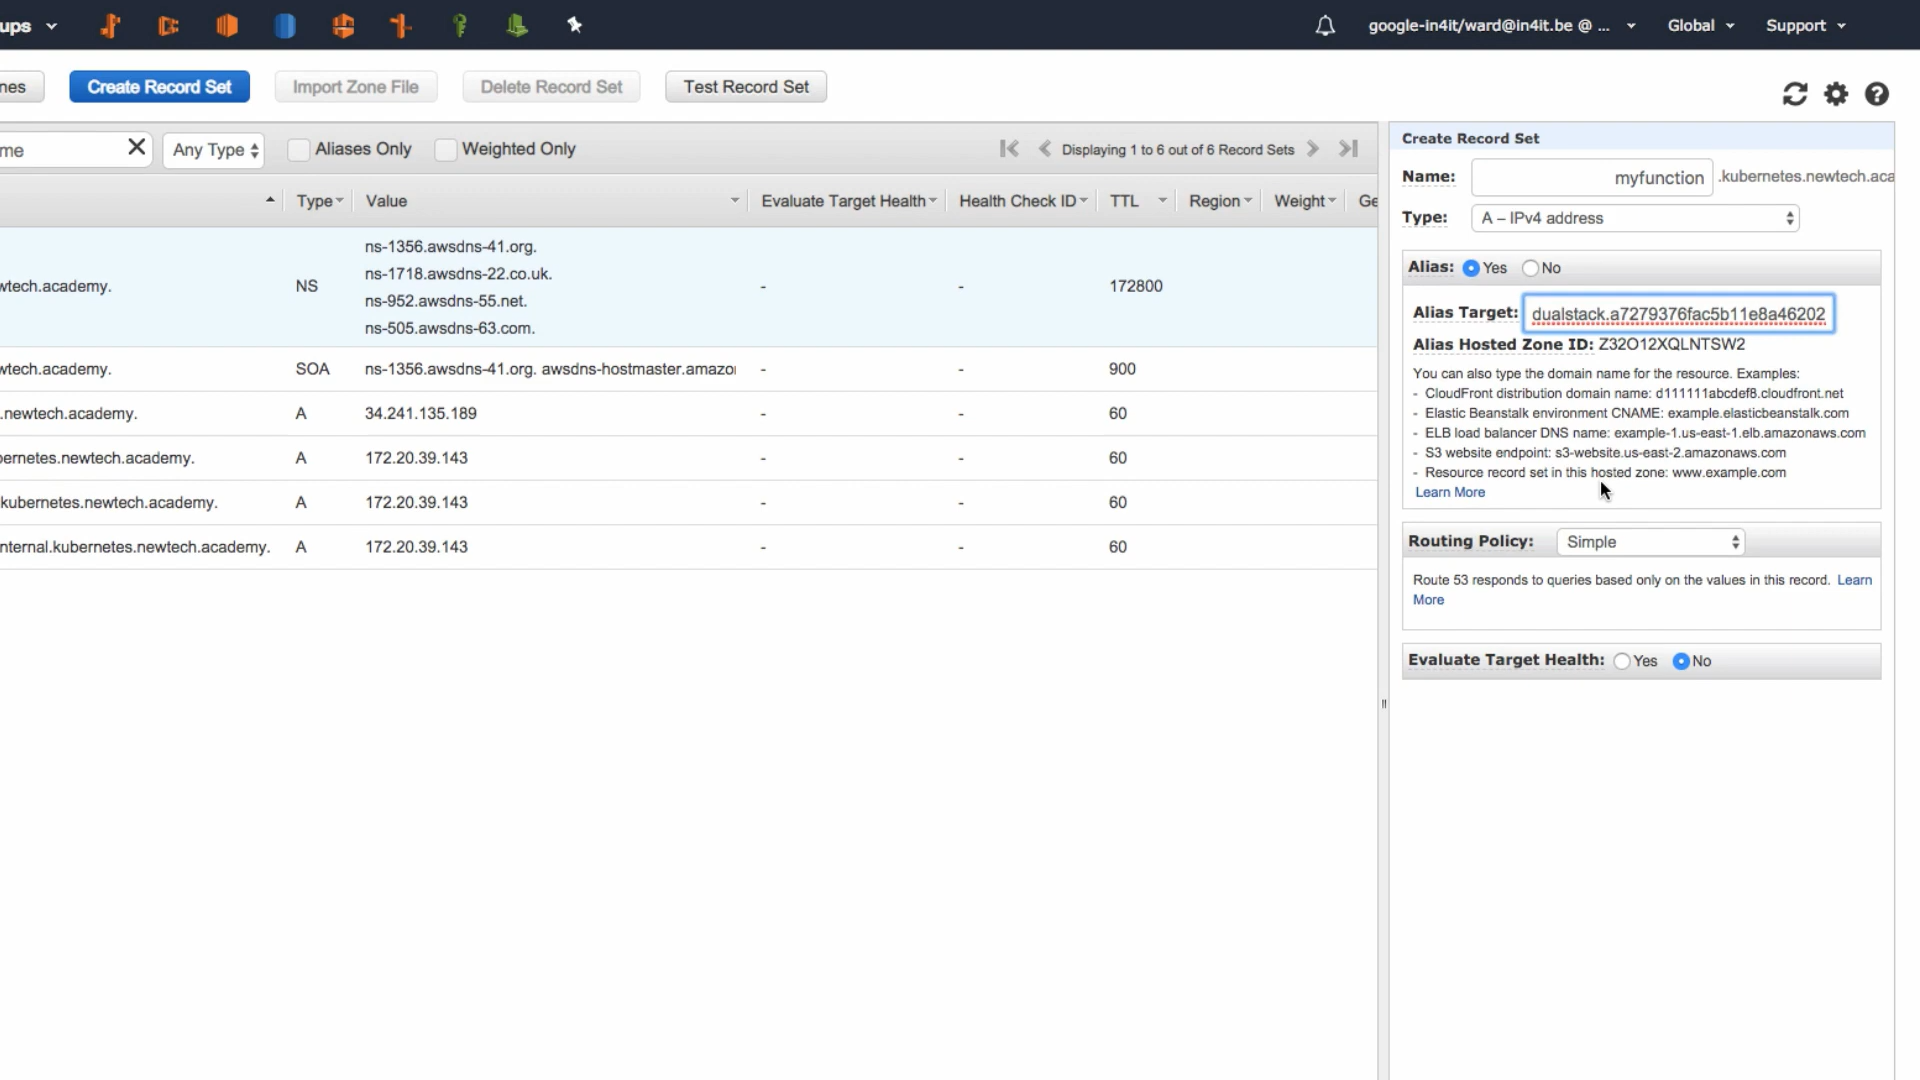 ups
google-in4it/ward@in4it.be @ ...
Global
Support
nes
Create Record Set
Import Zone File
Delete Record Set
Test Record Set
me
Any Type
Aliases Only
Weighted Only
Displaying 1 to 6 out of 6 Record Sets
Type
Value
Evaluate Target Health
Health Check ID
TTL
Region
Weight
Ge
wtech.academy.
NS
ns-1356.awsdns-41.org.
ns-1718.awsdns-22.co.uk.
ns-952.awsdns-55.net.
ns-505.awsdns-63.com.
-
-
172800
wtech.academy.
SOA
ns-1356.awsdns-41.org. awsdns-hostmaster.amazo
-
-
900
.newtech.academy.
A
34.241.135.189
-
-
60
ernetes.newtech.academy.
A
172.20.39.143
-
-
60
kubernetes.newtech.academy.
A
172.20.39.143
-
-
60
nternal.kubernetes.newtech.academy.
A
172.20.39.143
-
-
60
Create Record Set
Name: myfunction .kubernetes.newtech.aca
Type: A – IPv4 address
Alias: Yes No
Alias Target: dualstack.a7279376fac5b11e8a46202
Alias Hosted Zone ID: Z32O12XQLNTSW2
You can also type the domain name for the resource. Examples:
- CloudFront distribution domain name: d111111abcdef8.cloudfront.net
- Elastic Beanstalk environment CNAME: example.elasticbeanstalk.com
- ELB load balancer DNS name: example-1.us-east-1.elb.amazonaws.com
- S3 website endpoint: s3-website.us-east-2.amazonaws.com
- Resource record set in this hosted zone: www.example.com
Learn More
Routing Policy: Simple
Route 53 responds to queries based only on the values in this record. Learn
More
Evaluate Target Health: Yes No